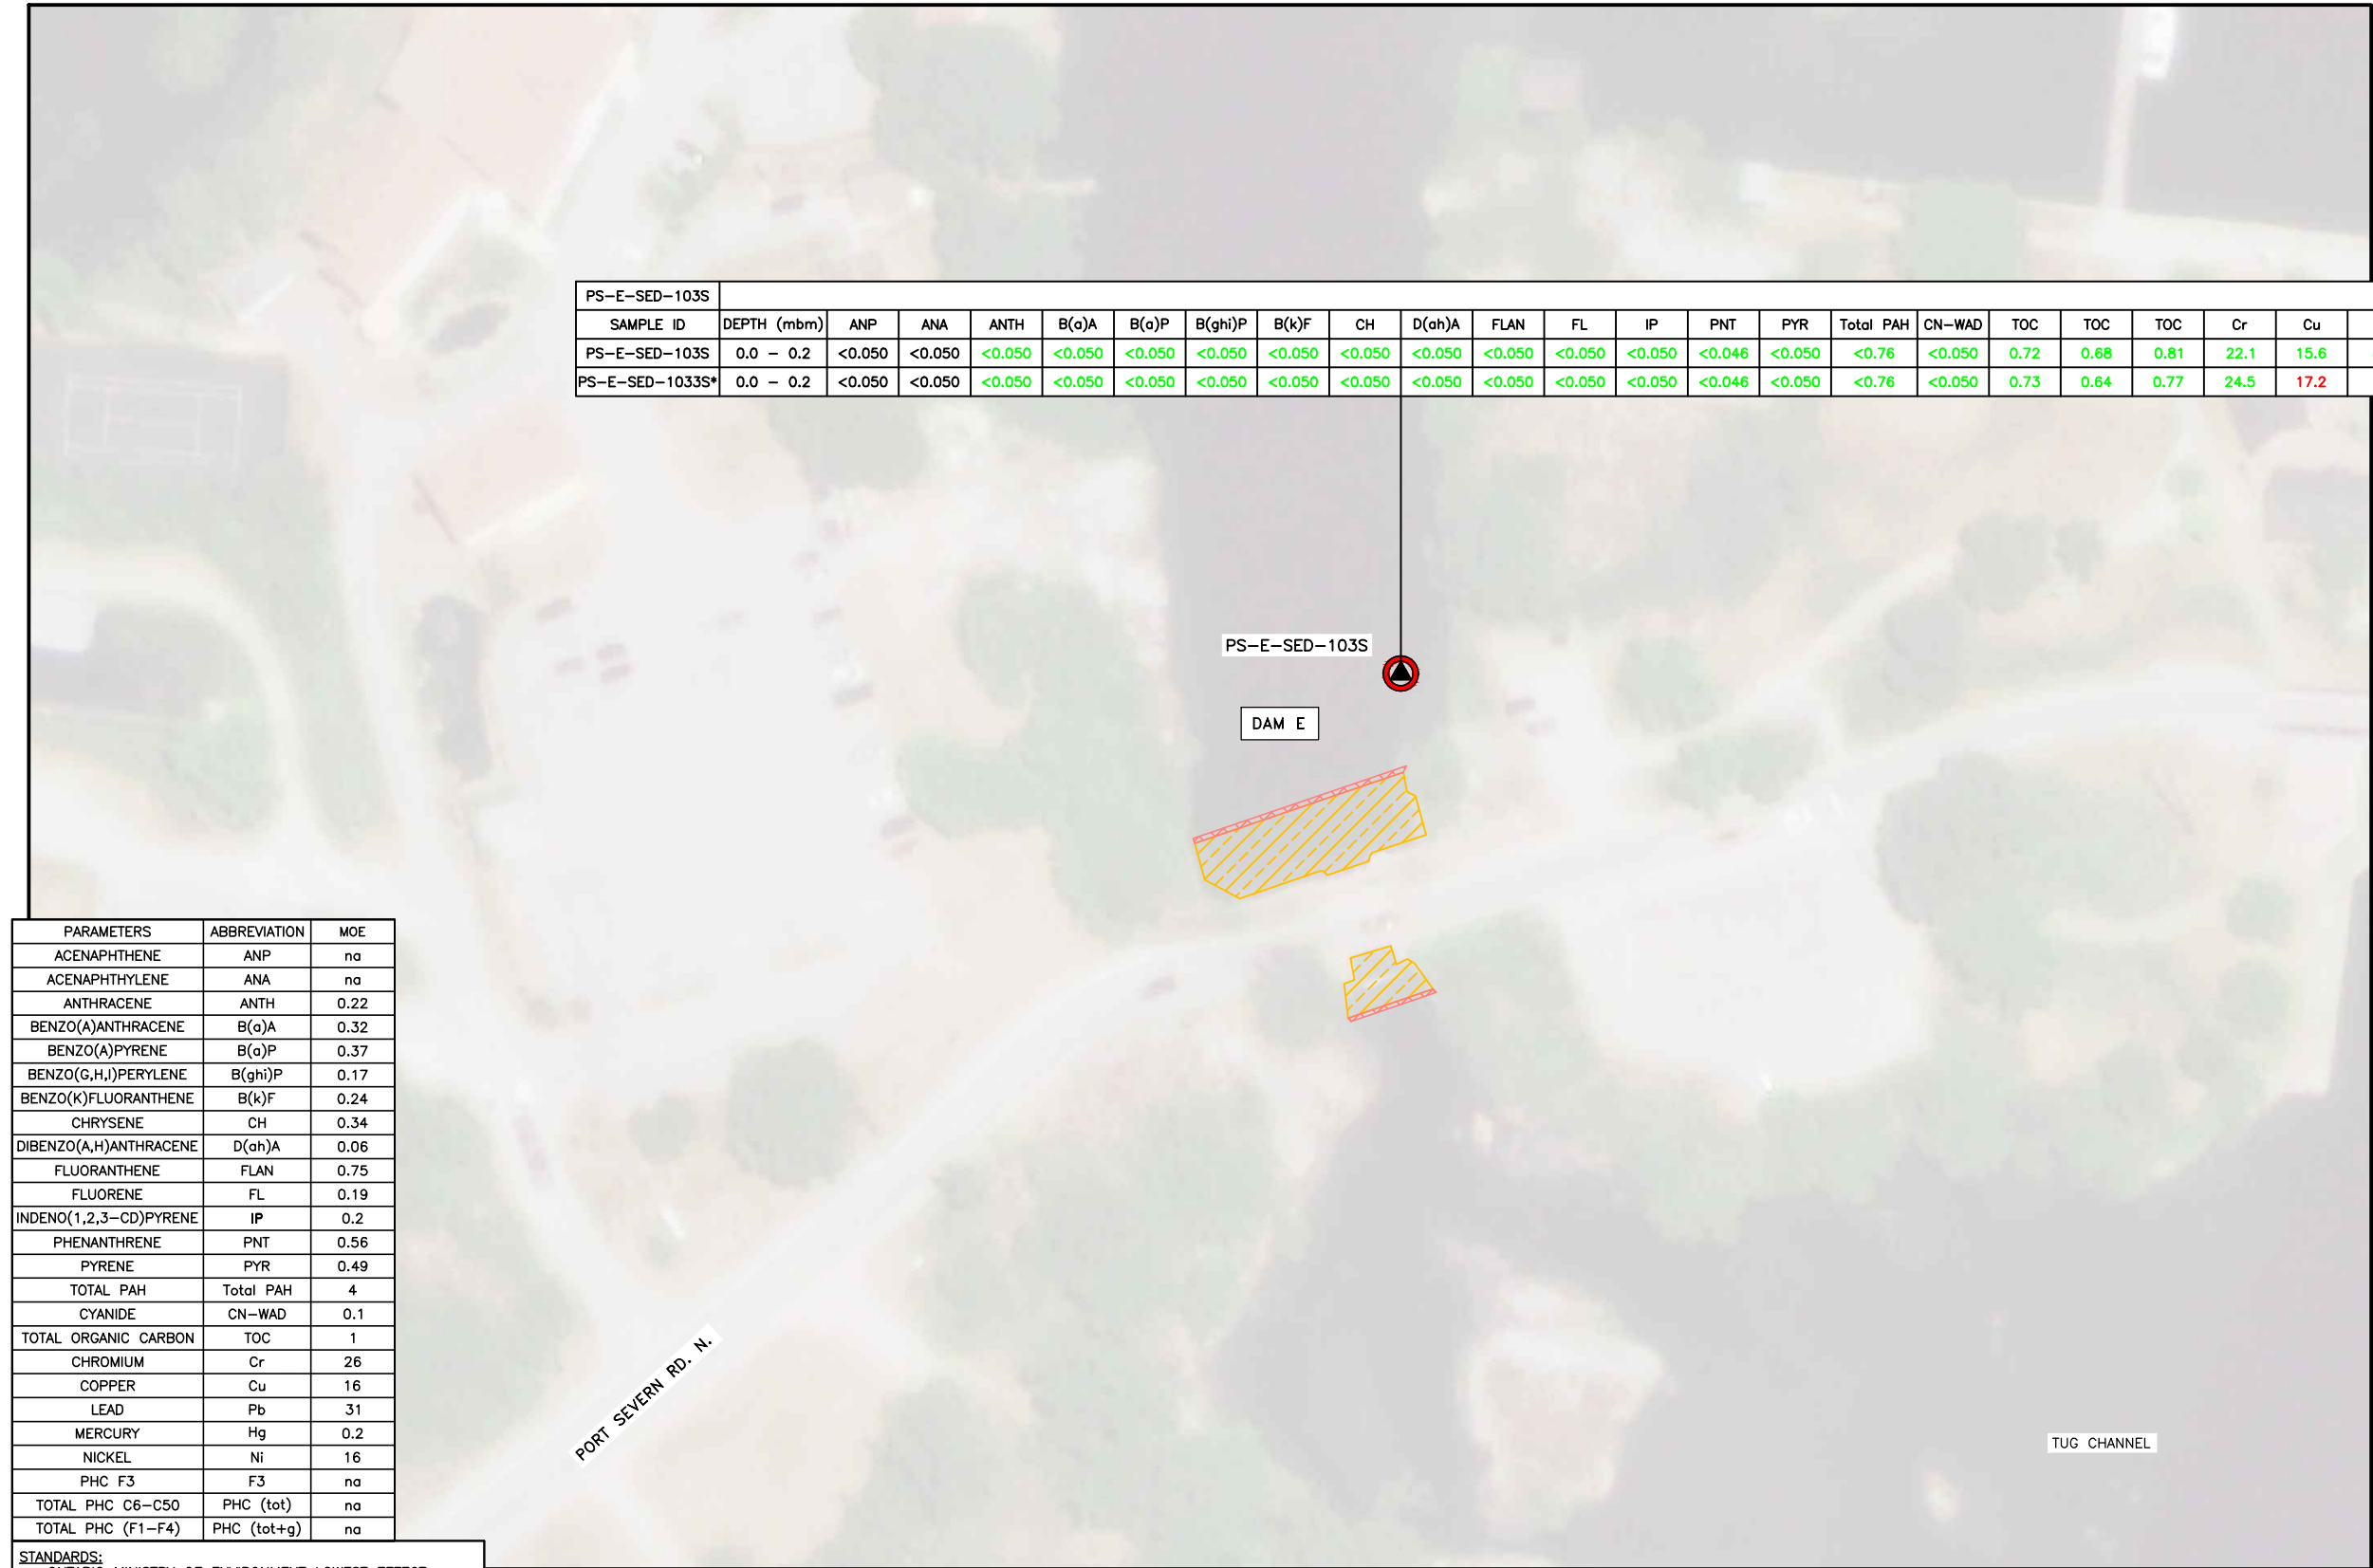 PS-E-SED-103S
SAMPLE ID DEPTH (mbm) ANP ANA ANTH B(a)A B(a)P B(ghi)P B(k)F CH D(ah)A FLAN FL IP PNT PYR Total PAH CN-WAD TOC TOC TOC Cr Cu
PS-E-SED-103S 0.0 - 0.2 <0.050 <0.050 <0.050 <0.050 <0.050 <0.050 <0.050 <0.050 <0.050 <0.050 <0.050 <0.050 <0.046 <0.050 <0.76 <0.050 0.72 0.68 0.81 22.1 15.6
PS-E-SED-1033S* 0.0 - 0.2 <0.050 <0.050 <0.050 <0.050 <0.050 <0.050 <0.050 <0.050 <0.050 <0.050 <0.050 <0.050 <0.046 <0.050 <0.76 <0.050 0.73 0.64 0.77 24.5 17.2
PS-E-SED-103S
DAM E
PARAMETERS ABBREVIATION MOE
ACENAPHTHENE ANP na
ACENAPHTHYLENE ANA na
ANTHRACENE ANTH 0.22
BENZO(A)ANTHRACENE B(a)A 0.32
BENZO(A)PYRENE B(a)P 0.37
BENZO(G,H,I)PERYLENE B(ghi)P 0.17
BENZO(K)FLUORANTHENE B(k)F 0.24
CHRYSENE CH 0.34
DIBENZO(A,H)ANTHRACENE D(ah)A 0.06
FLUORANTHENE FLAN 0.75
FLUORENE FL 0.19
INDENO(1,2,3-CD)PYRENE IP 0.2
PHENANTHRENE PNT 0.56
PYRENE PYR 0.49
TOTAL PAH Total PAH 4
CYANIDE CN-WAD 0.1
TOTAL ORGANIC CARBON TOC 1
CHROMIUM Cr 26
COPPER Cu 16
LEAD Pb 31
MERCURY Hg 0.2
NICKEL Ni 16
PHC F3 F3 na
TOTAL PHC C6-C50 PHC (tot) na
TOTAL PHC (F1-F4) PHC (tot+g) na
PORT SEVERN RD. N.
TUG CHANNEL
STANDARDS: